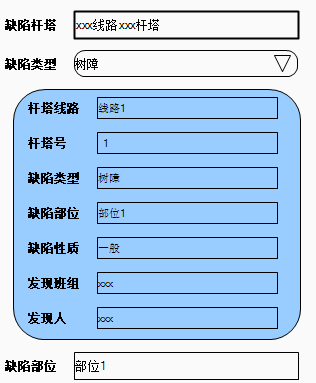 缺陷杆塔 xxx线路xxx杆塔
缺陷类型 树障
杆塔线路 线路1
杆塔号 1
缺陷类型 树障
缺陷部位 部位1
缺陷性质 一般
发现班组 xxx
发现人 xxx
缺陷部位 部位1